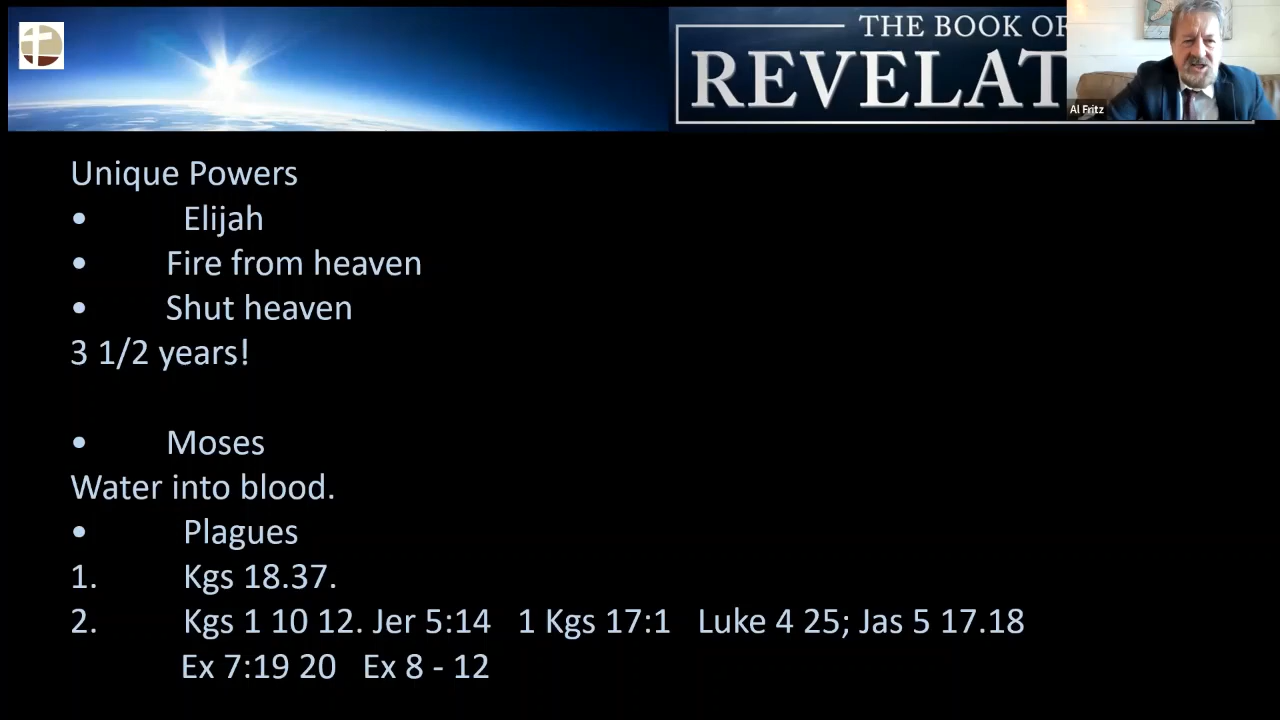 THE BOOK OF
REVELAT
Al Fritz
Unique Powers
• Elijah
• Fire from heaven
• Shut heaven
3 1/2 years!
• Moses
Water into blood.
• Plagues
1. Kgs 18.37.
2. Kgs 1 10 12. Jer 5:14 1 Kgs 17:1 Luke 4 25; Jas 5 17.18
Ex 7:19 20 Ex 8 - 12